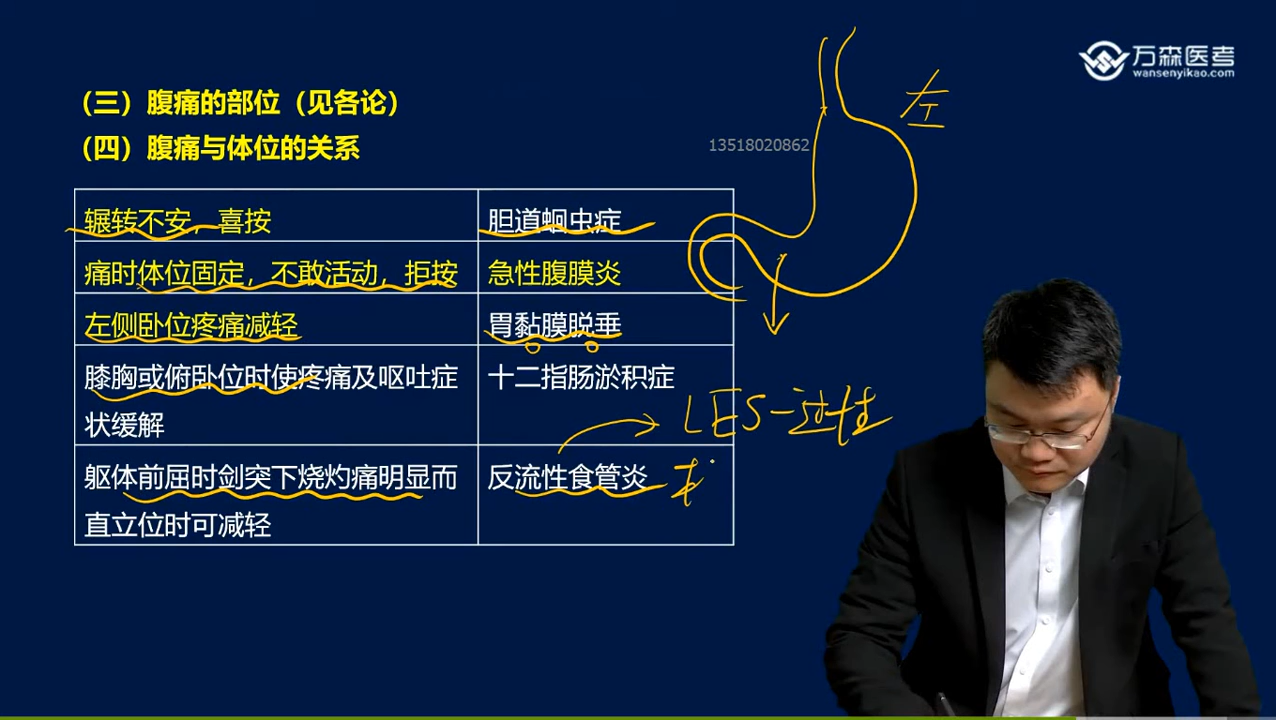 万森医考
wansenyikao.com
（三）腹痛的部位（见各论）
（四）腹痛与体位的关系
左
13518020862
辗转不安，喜按 胆道蛔虫症
痛时体位固定，不敢活动，拒按 急性腹膜炎
左侧卧位疼痛减轻 胃黏膜脱垂
膝胸或俯卧位时使疼痛及呕吐症 十二指肠淤积症
状缓解
LES一过性
躯体前屈时剑突下烧灼痛明显而 反流性食管炎
直立位时可减轻